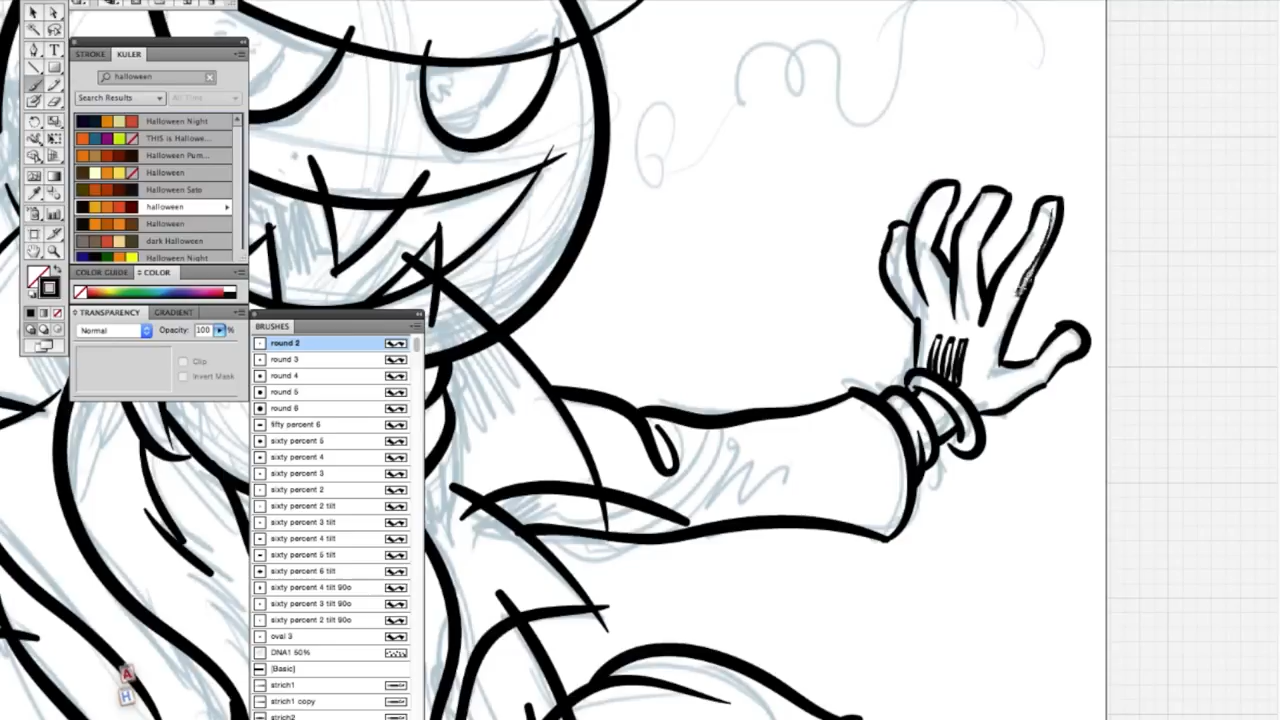 STROKE KULER
halloween
Search Results All Time
Halloween Night
THIS is Hallowe...
Halloween Pum...
Halloween
Halloween Sato
halloween
Halloween
dark Halloween
Halloween Night
COLOR GUIDE COLOR
TRANSPARENCY GRADIENT
Normal Opacity: 100 %
Clip
Invert Mask
BRUSHES
round 2
round 3
round 4
round 5
round 6
fifty percent 6
sixty percent 5
sixty percent 4
sixty percent 3
sixty percent 2
sixty percent 2 tilt
sixty percent 3 tilt
sixty percent 4 tilt
sixty percent 5 tilt
sixty percent 6 tilt
sixty percent 4 tilt 90o
sixty percent 3 tilt 90o
sixty percent 2 tilt 90o
oval 3
DNA1 50%
[Basic]
strich1
strich1 copy
strich2
A
H